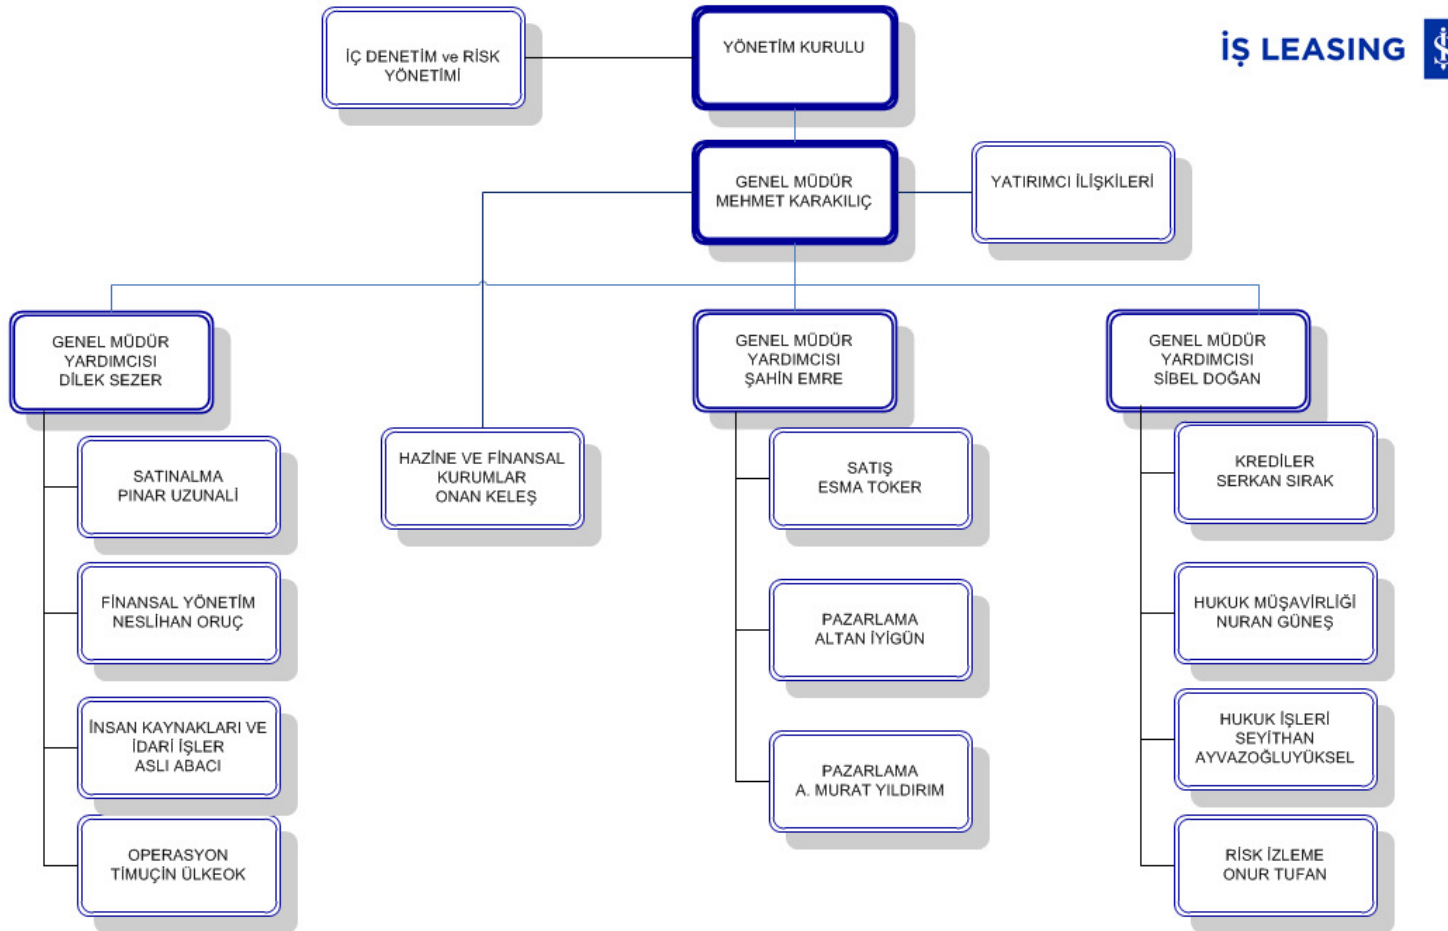 İÇ DENETİM ve RİSK
YÖNETİMİ
YÖNETİM KURULU
İŞ LEASING
GENEL MÜDÜR
MEHMET KARAKILIÇ
YATIRIMCI İLİŞKİLERİ
GENEL MÜDÜR
YARDIMCISI
DİLEK SEZER
GENEL MÜDÜR
YARDIMCISI
ŞAHİN EMRE
GENEL MÜDÜR
YARDIMCISI
SİBEL DOĞAN
SATINALMA
PINAR UZUNALİ
FİNANSAL YÖNETİM
NESLİHAN ORUÇ
İNSAN KAYNAKLARI VE
İDARİ İŞLER
ASLI ABACI
OPERASYON
TİMUÇİN ÜLKEOK
HAZİNE VE FİNANSAL
KURUMLAR
ONAN KELEŞ
SATIŞ
ESMA TOKER
PAZARLAMA
ALTAN İYİGÜN
PAZARLAMA
A. MURAT YILDIRIM
KREDİLER
SERKAN SIRAK
HUKUK MÜŞAVİRLİĞİ
NURAN GÜNEŞ
HUKUK İŞLERİ
SEYİTHAN
AYVAZOĞLUYÜKSEL
RİSK İZLEME
ONUR TUFAN